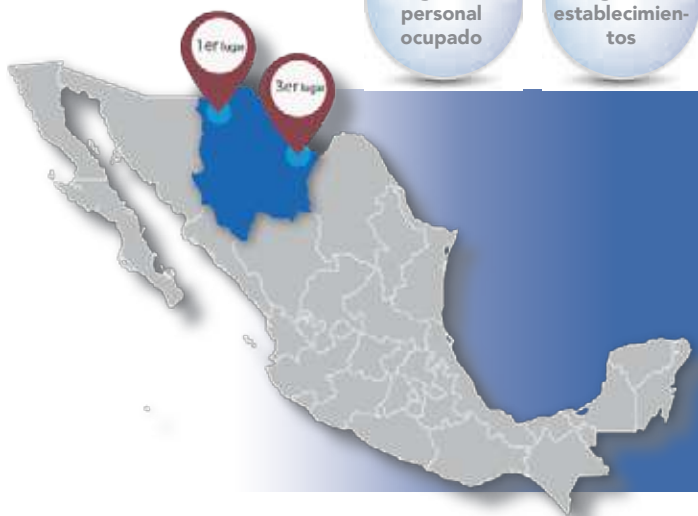 personal
ocupado
establecimien-
tos
1er lugar
3er lugar